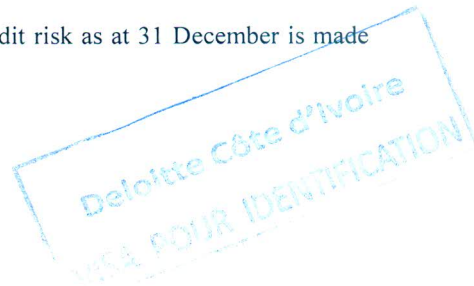 dit risk as at 31 December is made
Deloitte Côte d'Ivoire
VISA POUR IDENTIFICATION